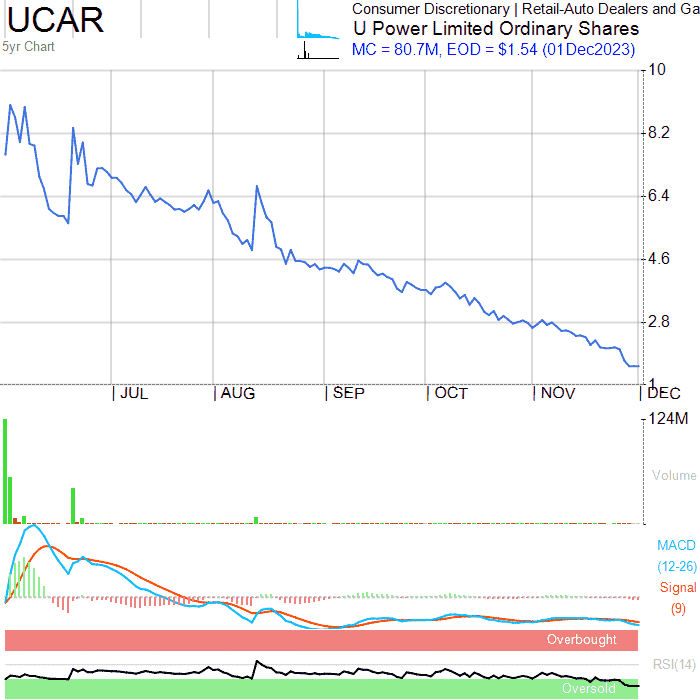 UCAR
5yr Chart
Consumer Discretionary | Retail-Auto Dealers and Ga
U Power Limited Ordinary Shares
MC = 80.7M, EOD = $1.54 (01Dec2023)
10
8.2
6.4
4.6
2.8
1
| JUL | AUG | SEP | OCT | NOV | DEC
124M
Volume
MACD
(12-26)
Signal
(9)
Overbought
RSI(14)
Oversold